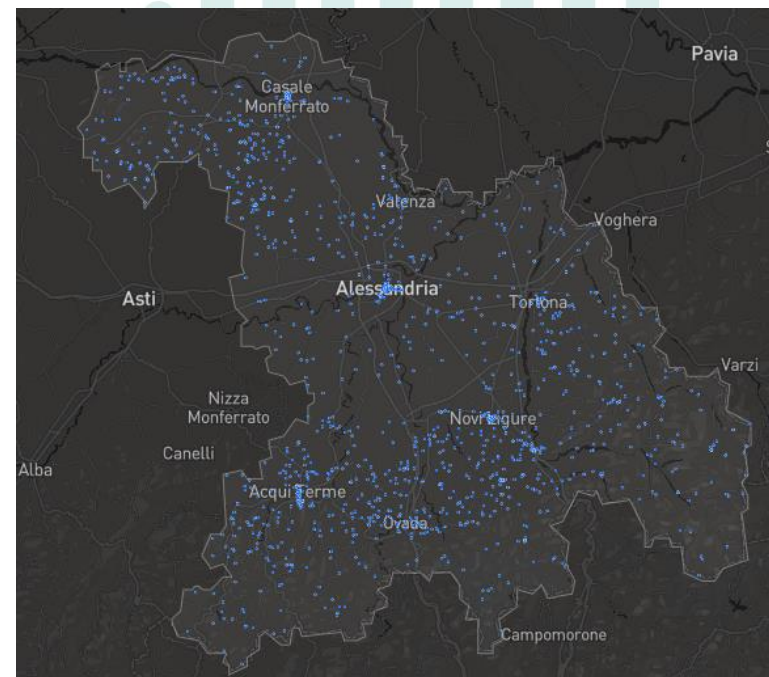 Pavia
Casale
Monferrato
Valenza
Voghera
Alessandria
Asti
Tortona
Varzi
Nizza
Monferrato
Novi Ligure
Canelli
Alba
Acqui Terme
Ovada
Campomorone